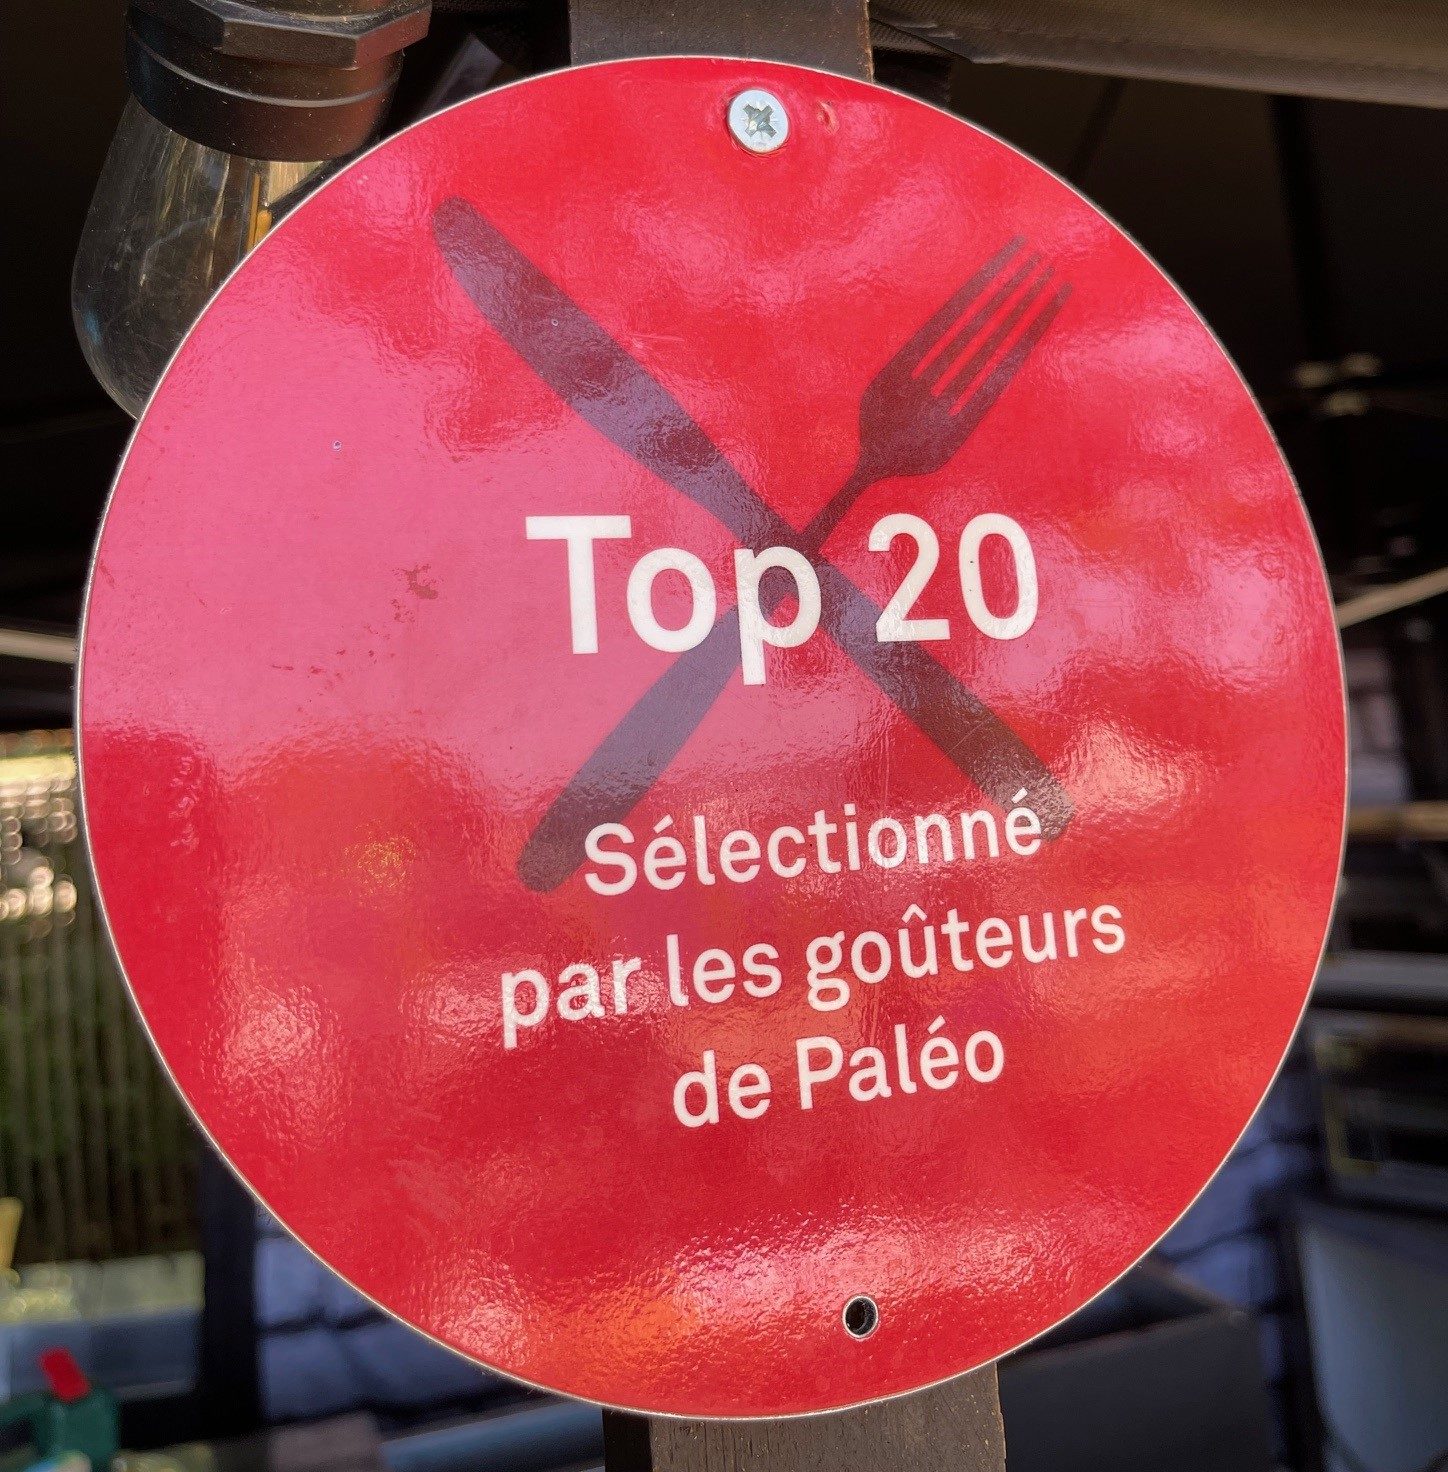 Top 20
Sélectionné
par les goûteurs
de Paléo